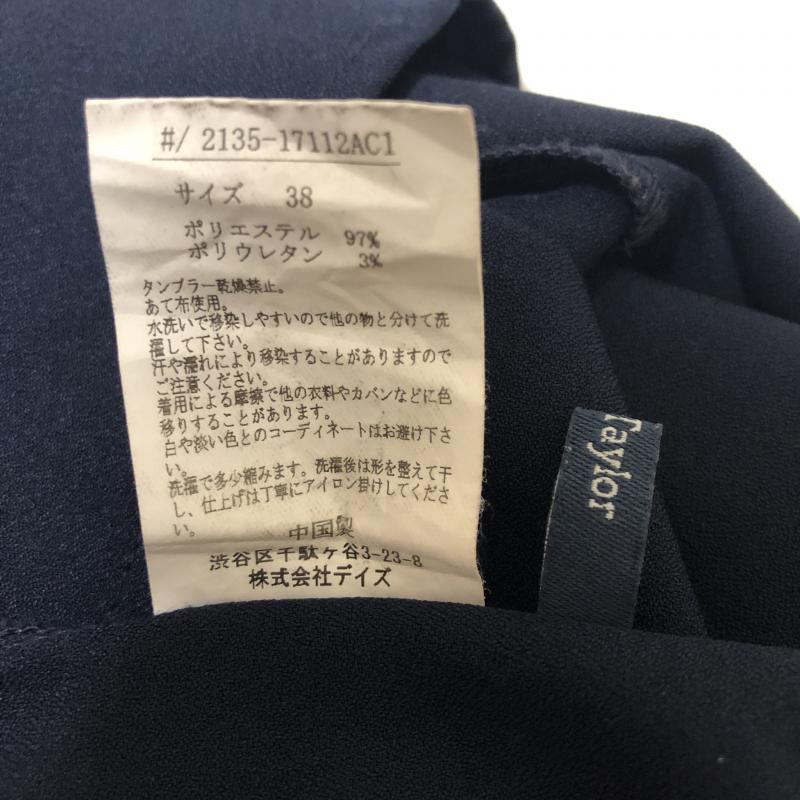 #/ 2135-17112AC1
サイズ 38
ポリエステル 97%
ポリウレタン 3%
タンブラー乾燥禁止。
あて布使用。
水洗いで移染しやすいので他の物と分けて洗
濯して下さい。
汗や濡れにより移染することがありますので
ご注意ください。
着用による摩擦で他の衣料やカバンなどに色
移りすることがあります。
白や淡い色とのコーディネートはお避け下さ
い。
洗濯で多少縮みます。洗濯後は形を整えて干
し、仕上げは丁寧にアイロン掛けしてくださ
い。
中国製
渋谷区千駄ヶ谷3-23-8
株式会社デイズ
Taylor